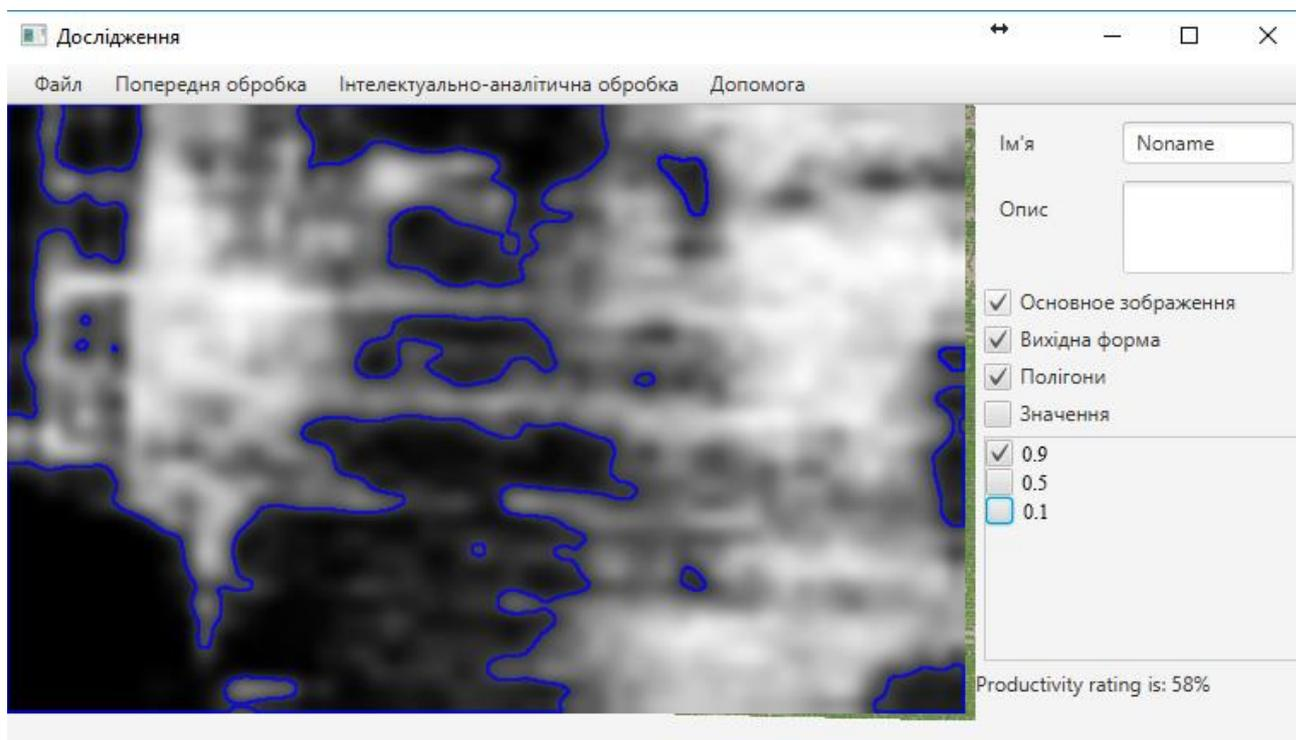 Дослідження
Файл Попередня обробка Інтелектуально-аналітична обробка Допомога
Ім'я Noname
Опис
Основное зображення
Вихідна форма
Полігони
Значення
0.9
0.5
0.1
Productivity rating is: 58%